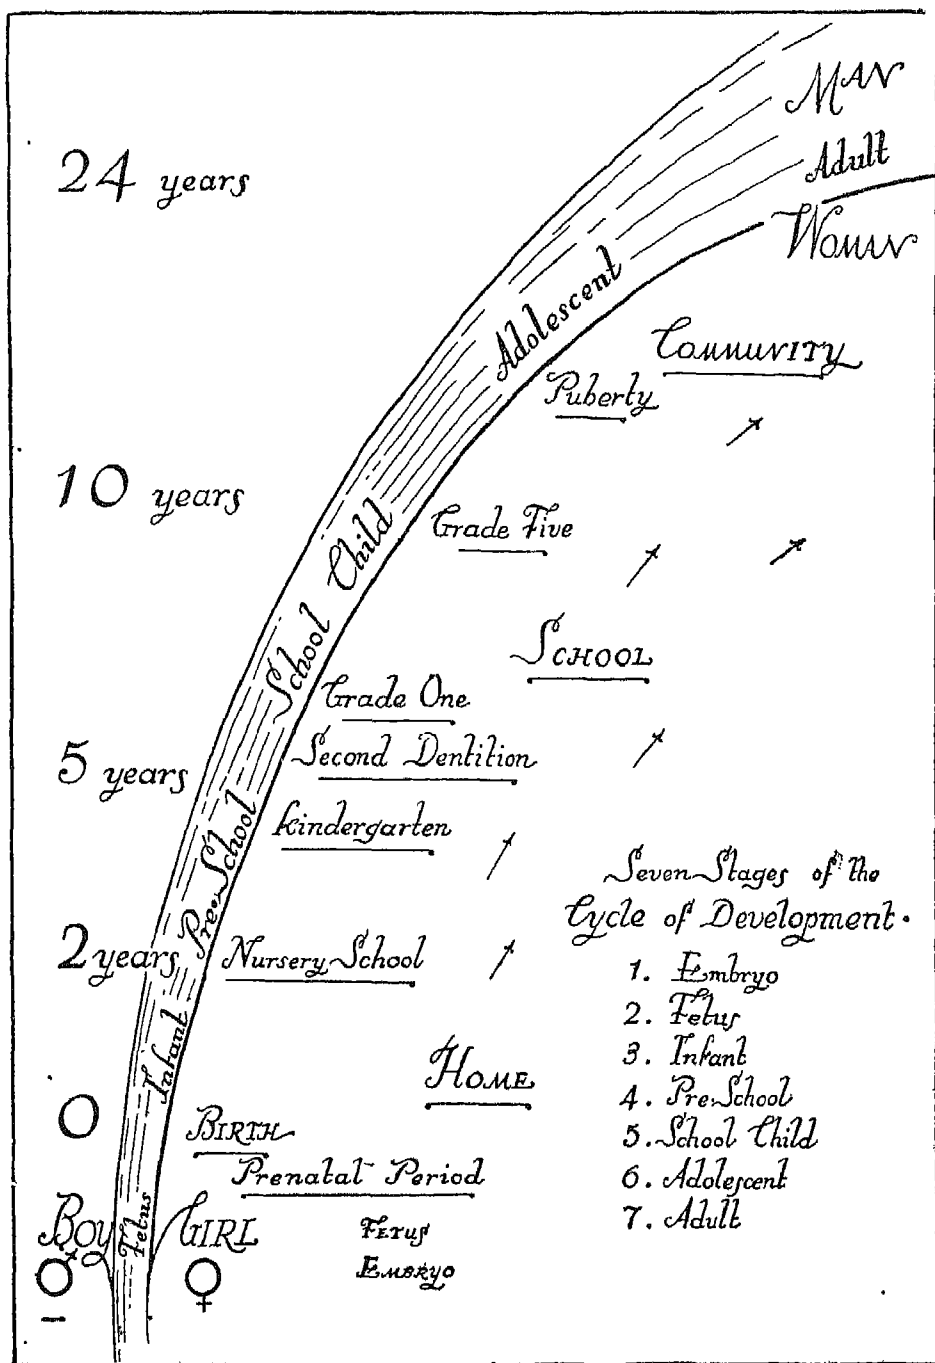 MAN
Adult
WOMAN
24 years
Adolescent
COMMUNITY
Puberty
10 years
Grade Five
School Child
SCHOOL
Grade One
Second Dentition
5 years
Kindergarten
Pre-School
Seven Stages of the
Cycle of Development.
2 years
Nursery School
1. Embryo
2. Fetus
3. Infant
4. Pre-School
5. School Child
6. Adolescent
7. Adult
Infant
HOME
0
BIRTH
Prenatal Period
Fetus
BOY
GIRL
FETUS
EMBRYO
♂
♀